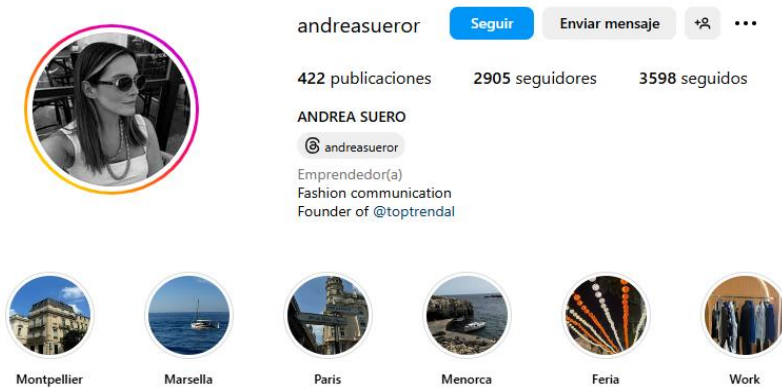 andreasueror Seguir Enviar mensaje
422 publicaciones 2905 seguidores 3598 seguidos
ANDREA SUERO
andreasueror
Emprendedor(a)
Fashion communication
Founder of @toptrendal
Montpellier Marsella Paris Menorca Feria Work